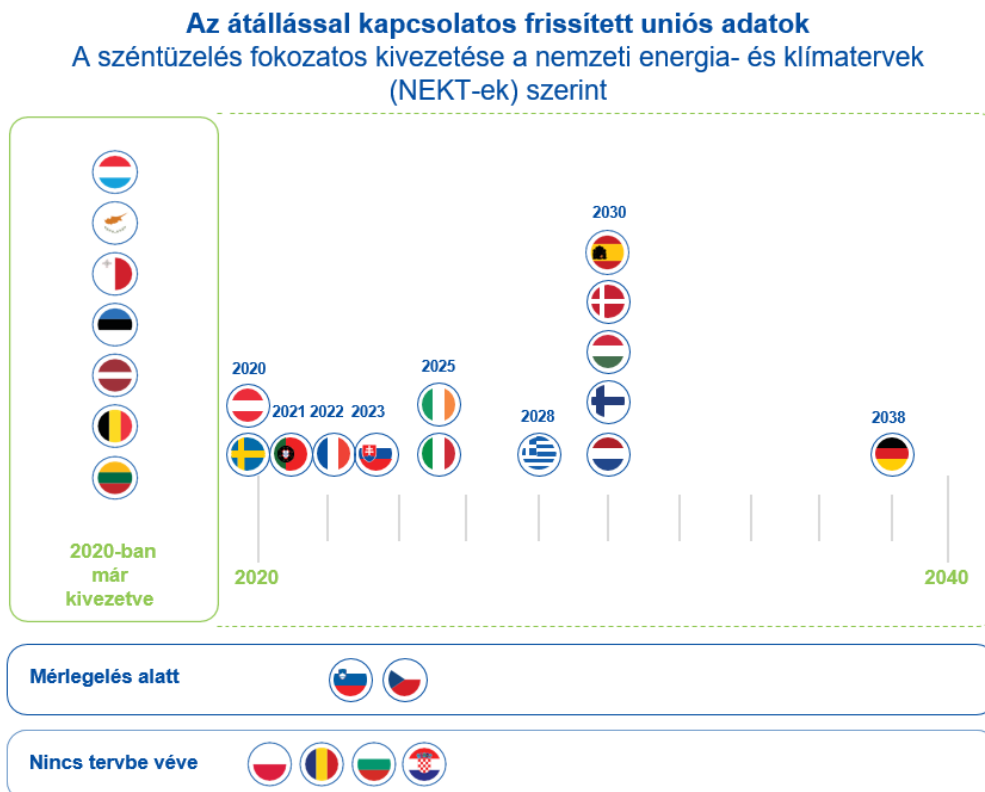 Az átállással kapcsolatos frissített uniós adatok
A széntüzelés fokozatos kivezetése a nemzeti energia- és klímatervek
(NEKT-ek) szerint
2030
2020
2021
2022
2023
2025
2028
2038
2020-ban
már
kivezetve
2020
2040
Mérlegelés alatt
Nincs tervbe véve